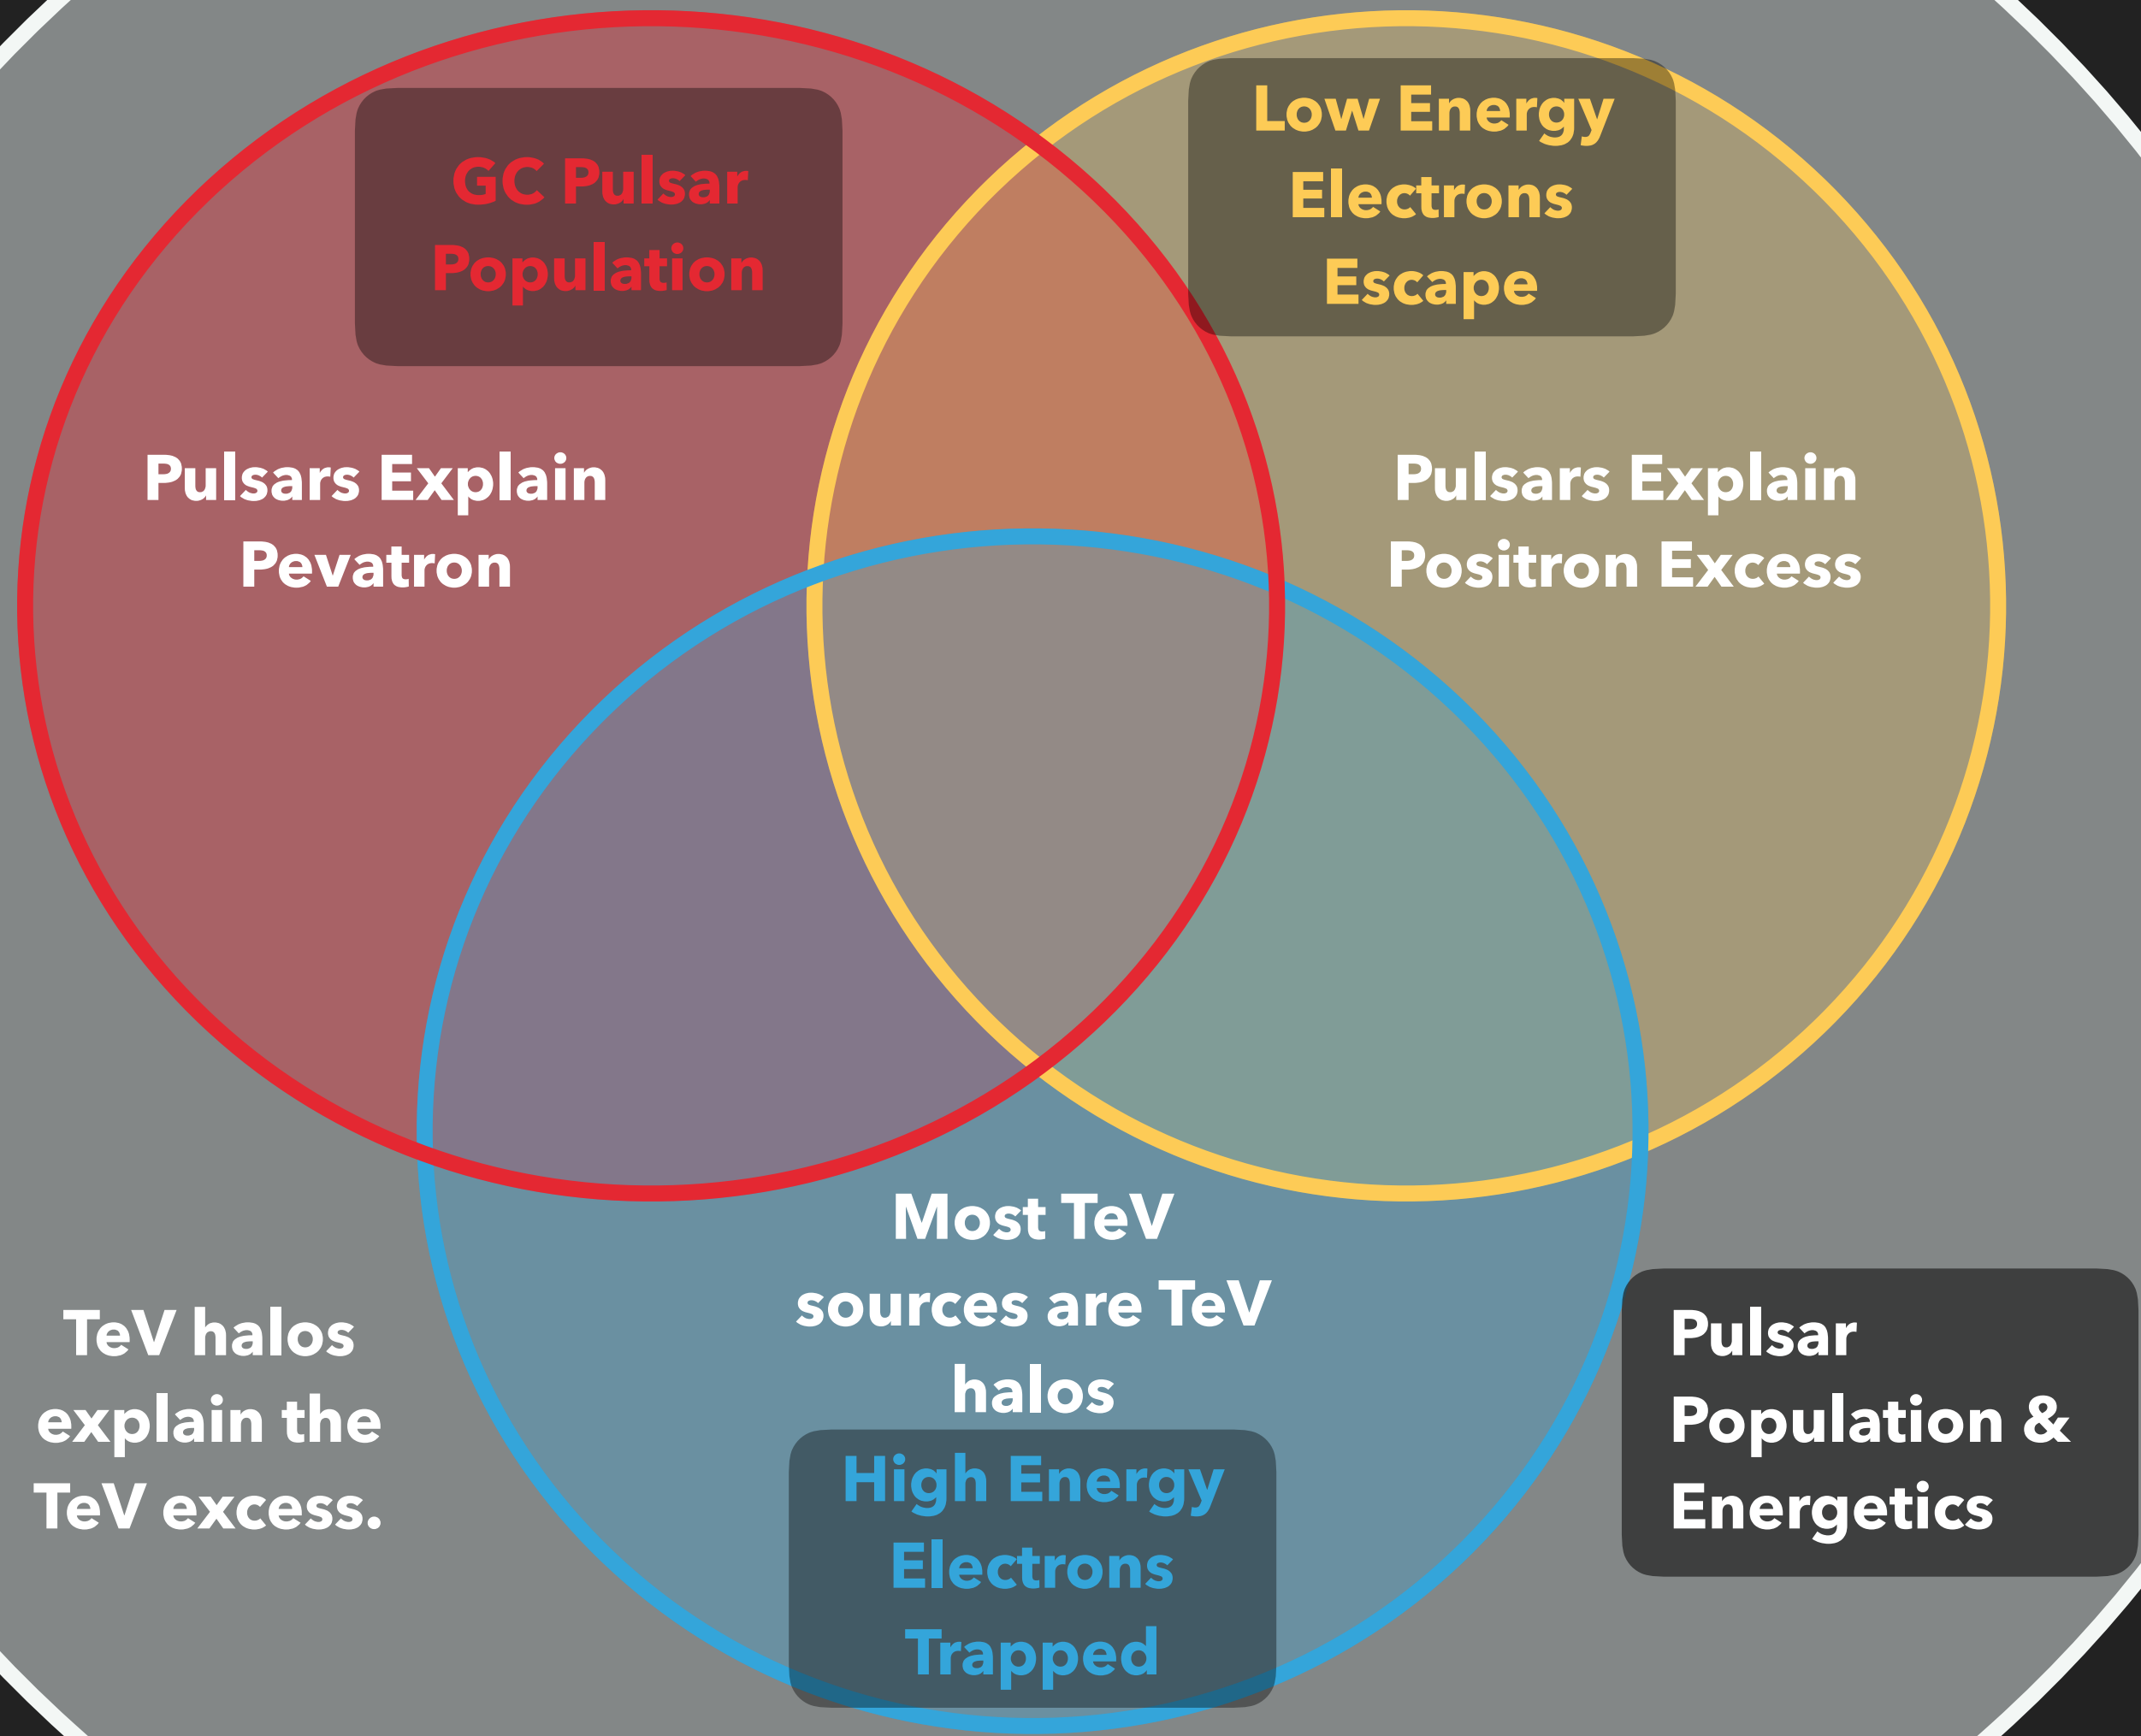 GC Pulsar
Population
Low Energy
Electrons
Escape
Pulsars Explain
Pevatron
Pulsars Explain
Positron Excess
Most TeV
sources are TeV
halos
High Energy
Electrons
Trapped
TeV halos
explain the
TeV excess.
Pulsar
Population &
Energetics